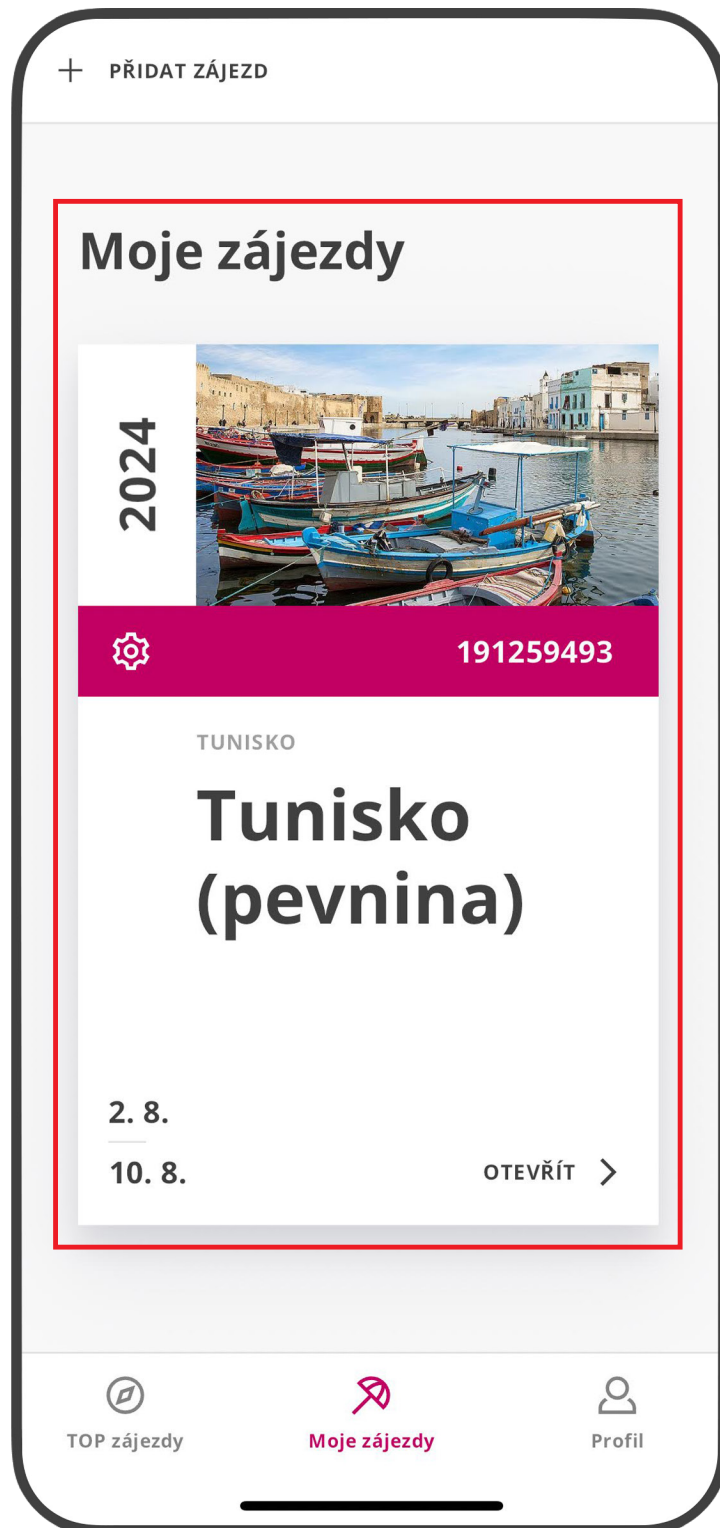 PŘIDAT ZÁJEZD
Moje zájezdy
2024
191259493
TUNISKO
Tunisko
(pevnina)
2. 8.
10. 8.
OTEVŘÍT
TOP zájezdy
Moje zájezdy
Profil